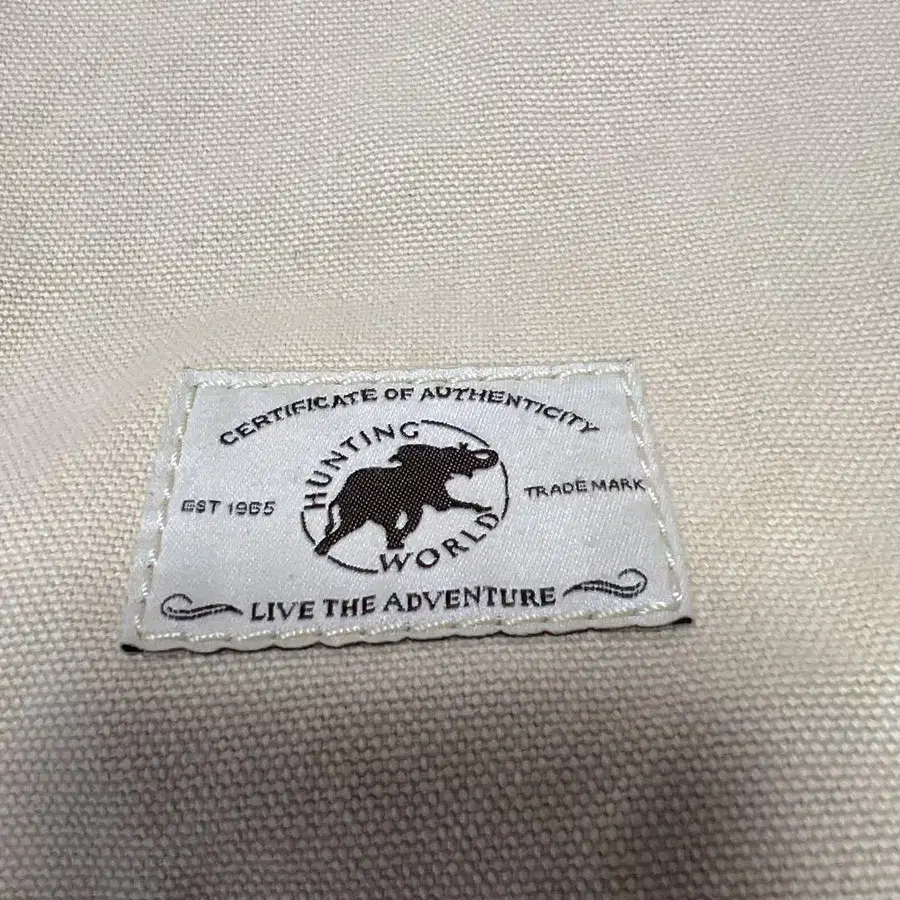 CERTIFICATE OF AUTHENTICITY
HUNTING
WORLD
EST 1965
TRADE MARK
LIVE THE ADVENTURE